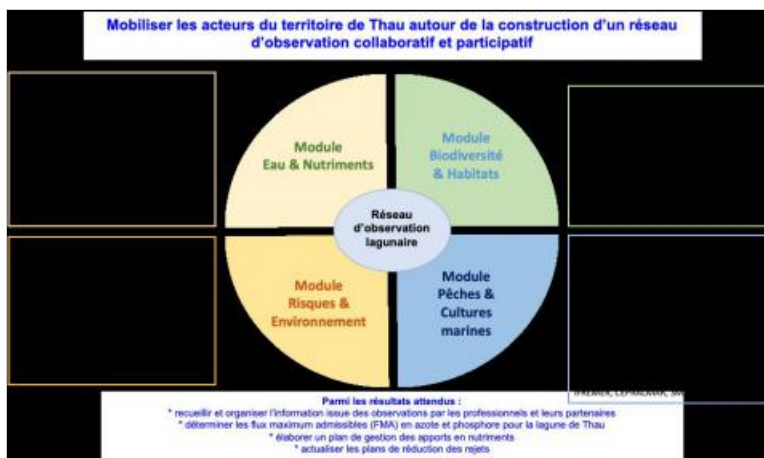 Mobiliser les acteurs du territoire de Thau autour de la construction d'un réseau
d'observation collaboratif et participatif
Module
Eau & Nutriments
Module
Biodiversité
& Habitats
Réseau
d'observation
lagunaire
Module
Risques &
Environnement
Module
Pêches &
Cultures
marines
IFREMER, CEPRALMAR,
Parmi les résultats attendus :
* recueillir et organiser l'information issue des observations par les professionnels et leurs partenaires
* déterminer les flux maximum admissibles (FMA) en azote et phosphore pour la lagune de Thau
* élaborer un plan de gestion des apports en nutriments
* actualiser les plans de réduction des rejets